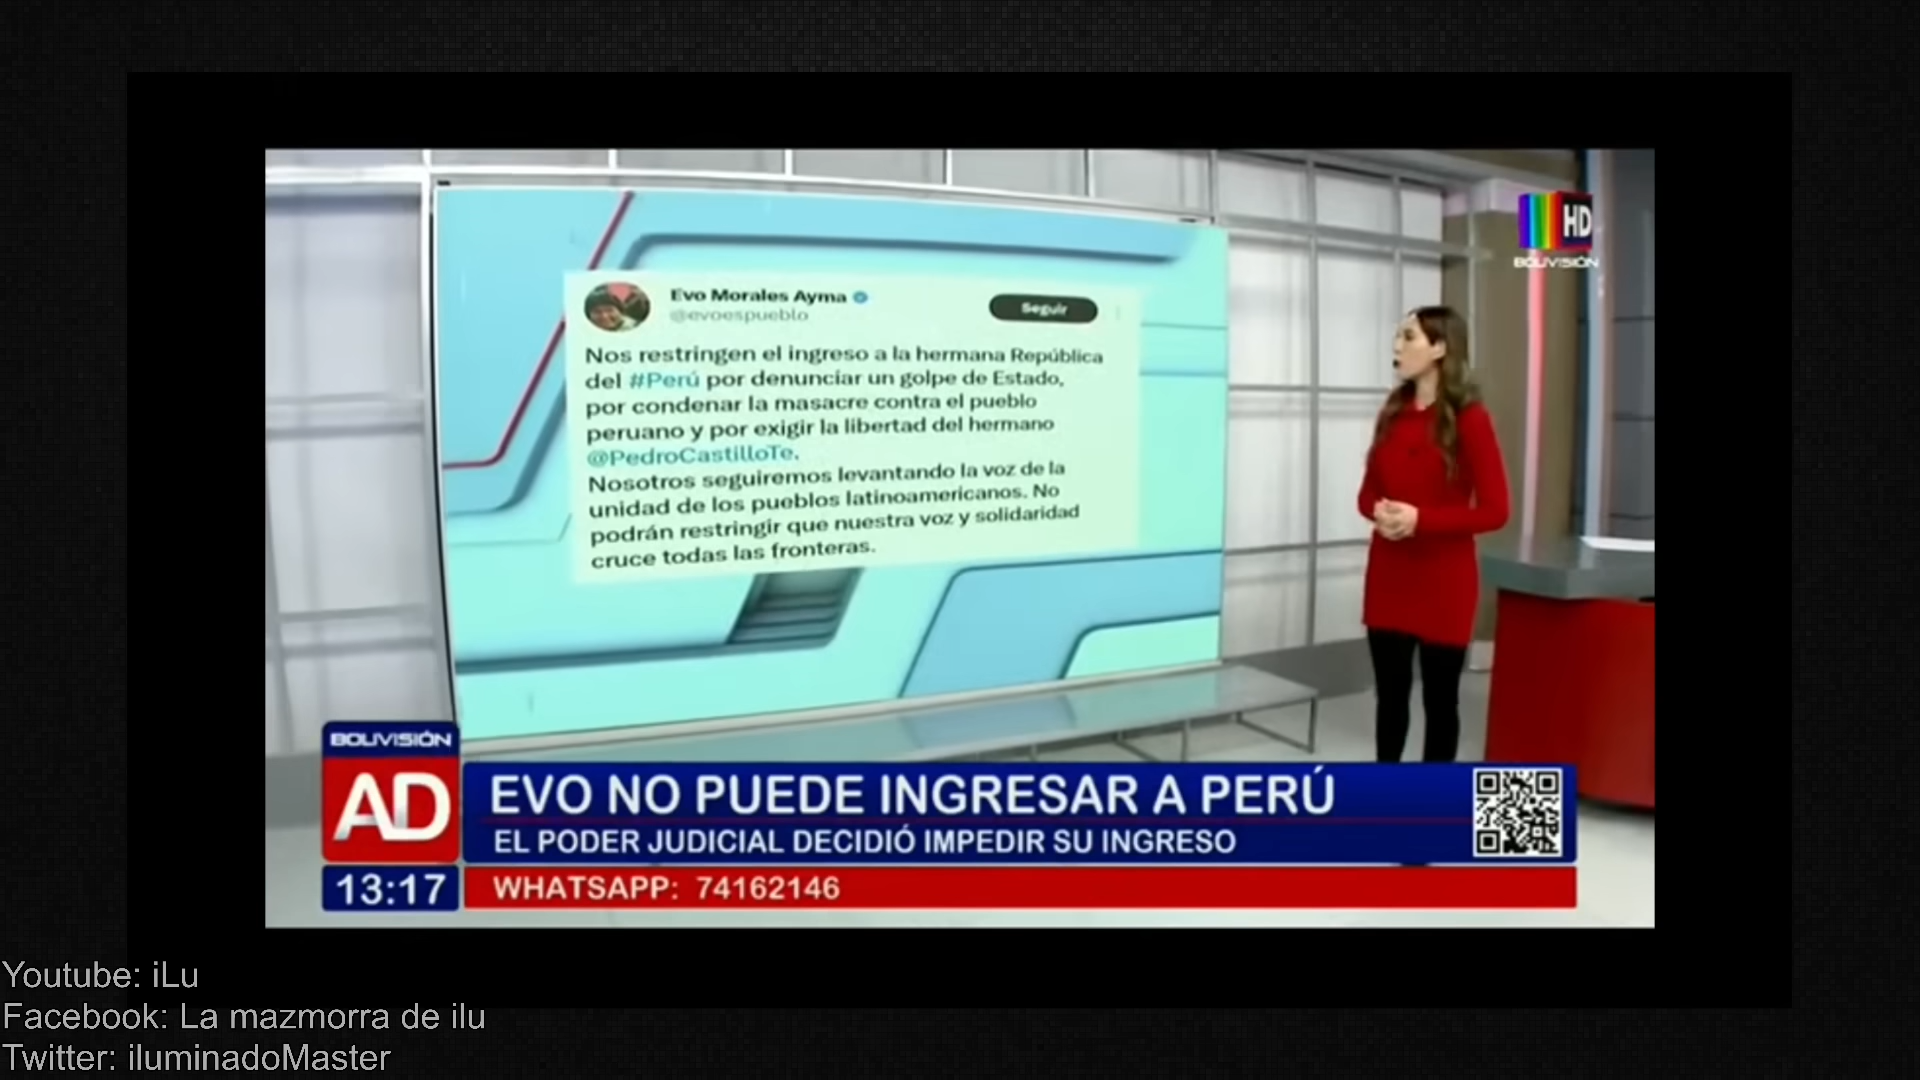 HD
BOLIVISIÓN
Evo Morales Ayma
@evoespueblo
Seguir
Nos restringen el ingreso a la hermana República
del #Perú por denunciar un golpe de Estado,
por condenar la masacre contra el pueblo
peruano y por exigir la libertad del hermano
@PedroCastilloTe.
Nosotros seguiremos levantando la voz de la
unidad de los pueblos latinoamericanos. No
podrán restringir que nuestra voz y solidaridad
cruce todas las fronteras.
BOLIVISIÓN
AD
EVO NO PUEDE INGRESAR A PERÚ
EL PODER JUDICIAL DECIDIÓ IMPEDIR SU INGRESO
13:17
WHATSAPP: 74162146
Youtube: iLu
Facebook: La mazmorra de ilu
Twitter: iluminadoMaster